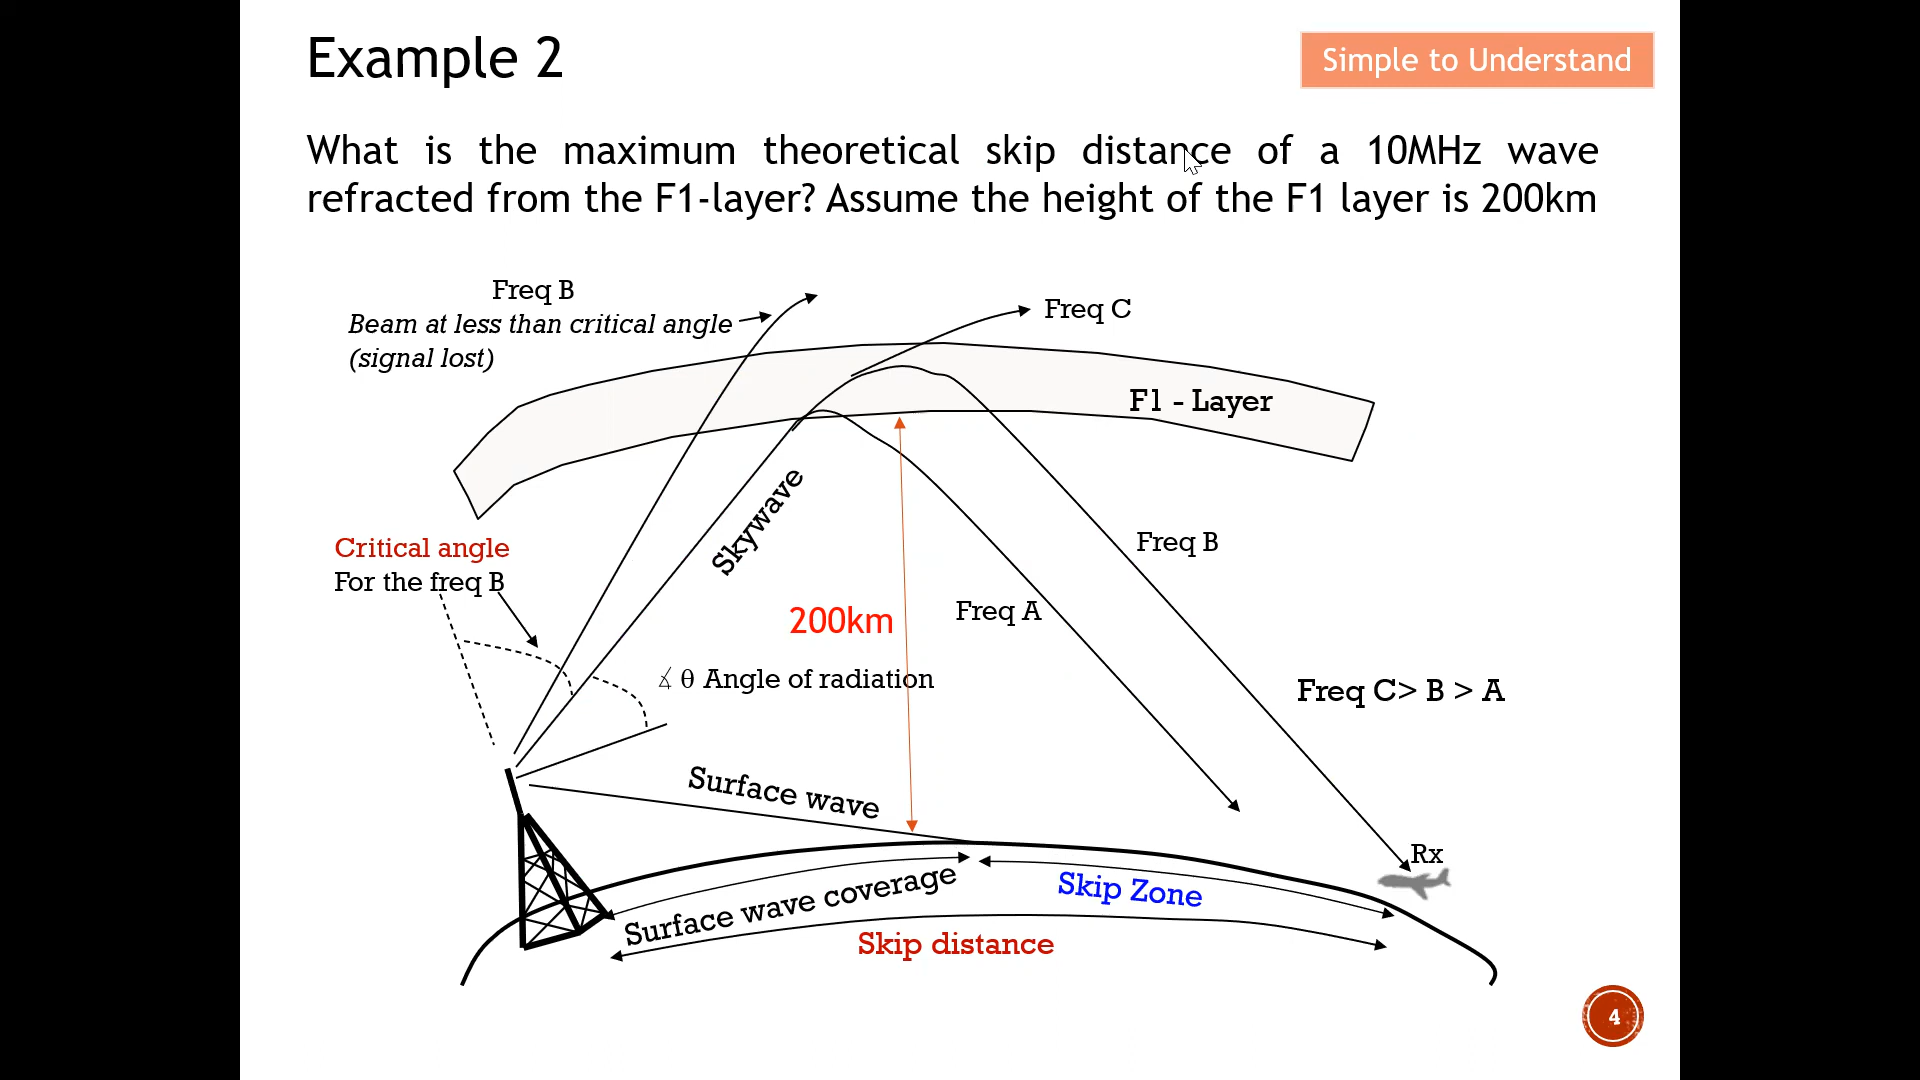 Example 2
Simple to Understand
What is the maximum theoretical skip distance of a 10MHz wave
refracted from the F1-layer? Assume the height of the F1 layer is 200km
Freq B
Beam at less than critical angle
(signal lost)
Freq C
F1 - Layer
Critical angle
For the freq B
Skywave
Freq B
200km
Freq A
∡ θ Angle of radiation
Freq C> B > A
Surface wave
Rx
Surface wave coverage
Skip Zone
Skip distance
4